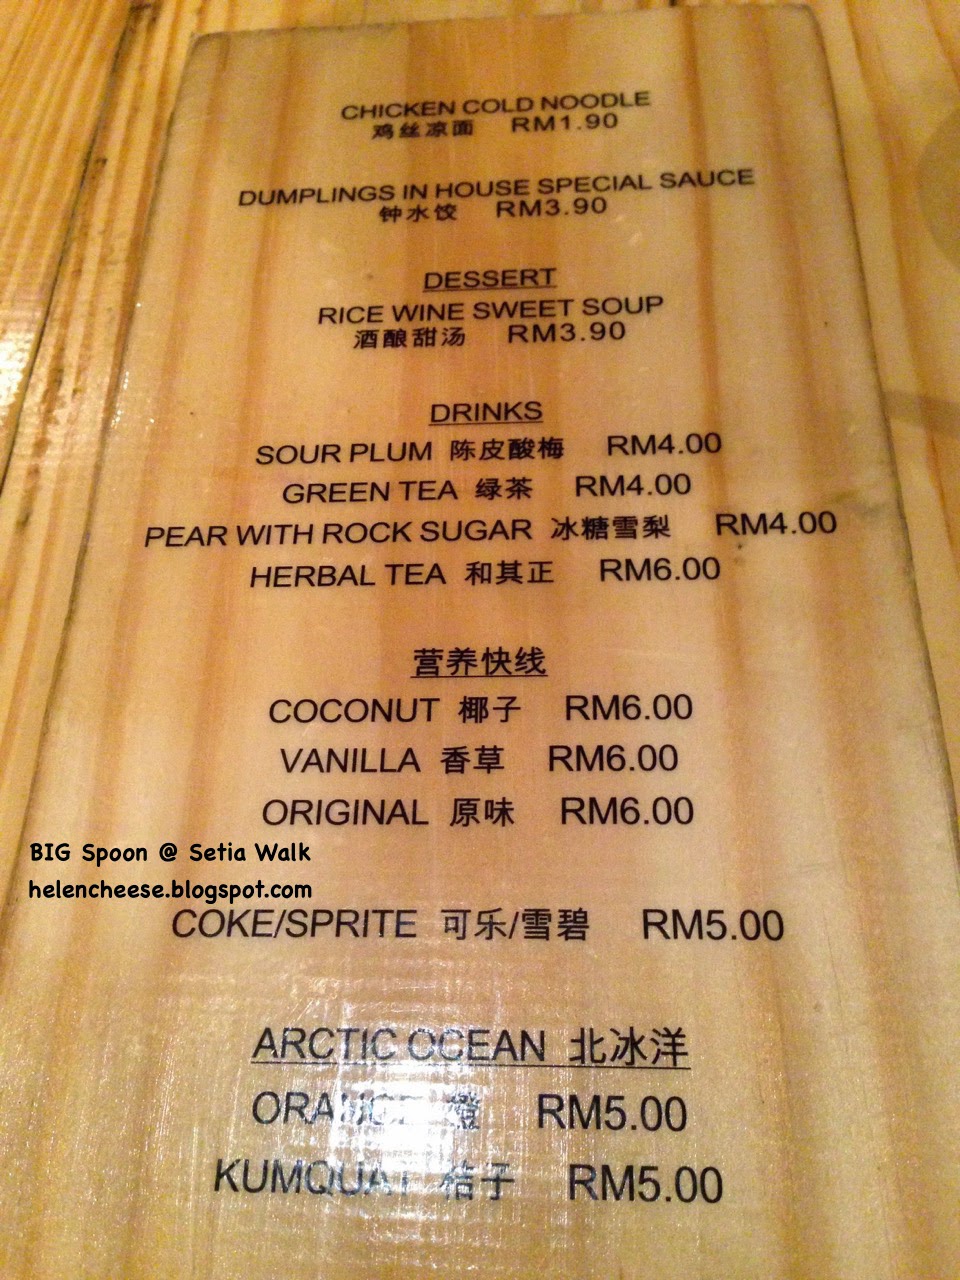 CHICKEN COLD NOODLE
鸡丝凉面 RM1.90
DUMPLINGS IN HOUSE SPECIAL SAUCE
钟水饺 RM3.90
DESSERT
RICE WINE SWEET SOUP
酒酿甜汤 RM3.90
DRINKS
SOUR PLUM 陈皮酸梅 RM4.00
GREEN TEA 绿茶 RM4.00
PEAR WITH ROCK SUGAR 冰糖雪梨 RM4.00
HERBAL TEA 和其正 RM6.00
营养快线
COCONUT 椰子 RM6.00
VANILLA 香草 RM6.00
ORIGINAL 原味 RM6.00
BIG Spoon @ Setia Walk
helencheese.blogspot.com
COKE/SPRITE 可乐/雪碧 RM5.00
ARCTIC OCEAN 北冰洋
ORANGE 橙 RM5.00
KUMQUAT 桔子 RM5.00